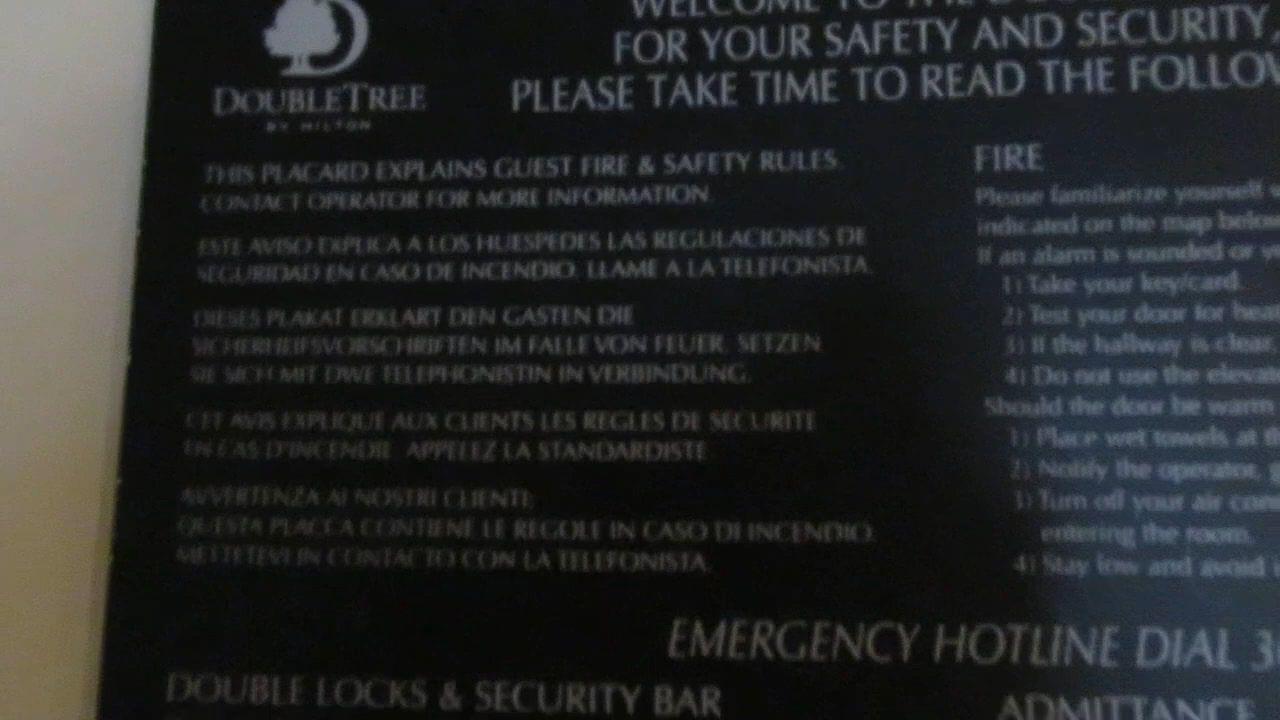 DOUBLETREE
BY HILTON
WELCOME TO THE
FOR YOUR SAFETY AND SECURITY,
PLEASE TAKE TIME TO READ THE
THIS PLACARD EXPLAINS GUEST FIRE & SAFETY RULES.
CONTACT OPERATOR FOR MORE INFORMATION.
ESTE AVISO EXPLICA A LOS HUESPEDES LAS REGULACIONES DE
SEGURIDAD EN CASO DE INCENDIO. LLAME A LA TELEFONISTA.
DIESES PLAKAT ERKLART DEN GASTEN DIE
IM FALLE VON FEUER. SETZEN
SIE SICH MIT DWE TELEPHONISTIN IN VERBINDUNG.
CET AVIS EXPLIQUE AUX CLIENTS LES REGLES DE SECURITE
EN CAS D'INCENDIE. APPELEZ LA STANDARDISTE
AVVERTENZA AI NOSTRI CLIENTI:
QUESTA PLACCA CONTIENE LE REGOLE IN CASO DI INCENDIO.
METTETEVI IN CONTACTO CON LA TELEFONISTA.
FIRE
Please familiarize yourself
indicated on the map below
If an alarm is sounded or
1) Take your key/card.
2) Test your door for
3) If the hallway is clear,
4) Do not use the
Should the door be warm
1) Place wet towels at
2) Notify the operator,
3) Turn off your air
entering the room.
4) Stay low and avoid
EMERGENCY HOTLINE DIAL
DOUBLE LOCKS & SECURITY BAR
ADMITTANCE